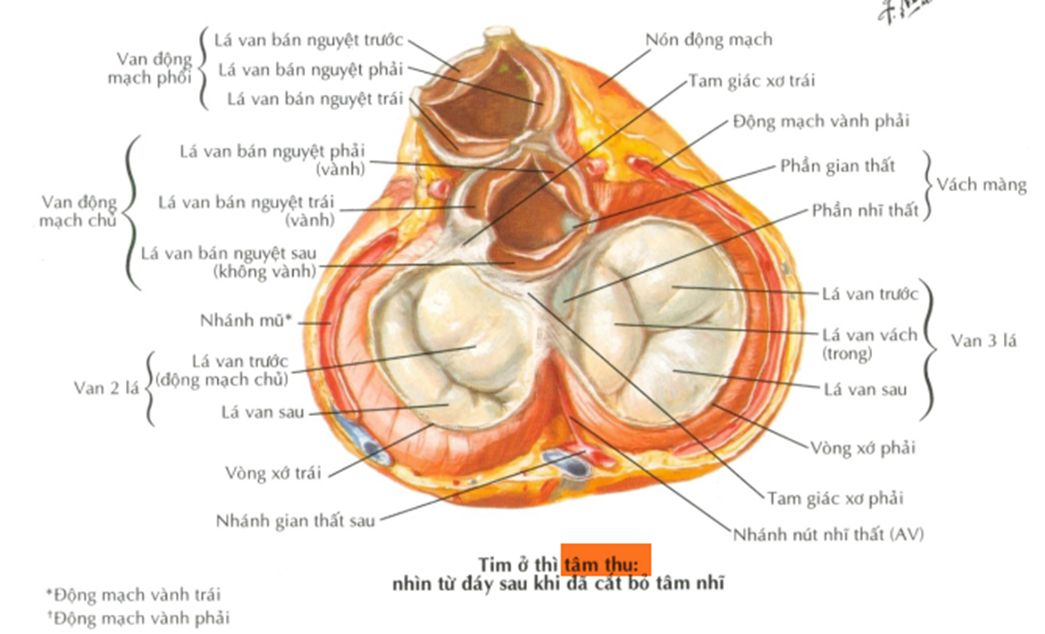 Van động
mạch phổi
Lá van bán nguyệt trước
Lá van bán nguyệt phải
Lá van bán nguyệt trái
Van động
mạch chủ
Lá van bán nguyệt phải
(vành)
Lá van bán nguyệt trái
(vành)
Lá van bán nguyệt sau
(không vành)
Nhánh mũ*
Van 2 lá
Lá van trước
(động mạch chủ)
Lá van sau
Vòng xớ trái
Nhánh gian thất sau
Nón động mạch
Tam giác xơ trái
Động mạch vành phải
Phần gian thất
Phần nhĩ thất
Vách màng
Lá van trước
Lá van vách
(trong)
Lá van sau
Van 3 lá
Vòng xớ phải
Tam giác xơ phải
Nhánh nút nhĩ thất (AV)
Tim ở thì tâm thu:
nhìn từ đáy sau khi đã cắt bỏ tâm nhĩ
*Động mạch vành trái
†Động mạch vành phải